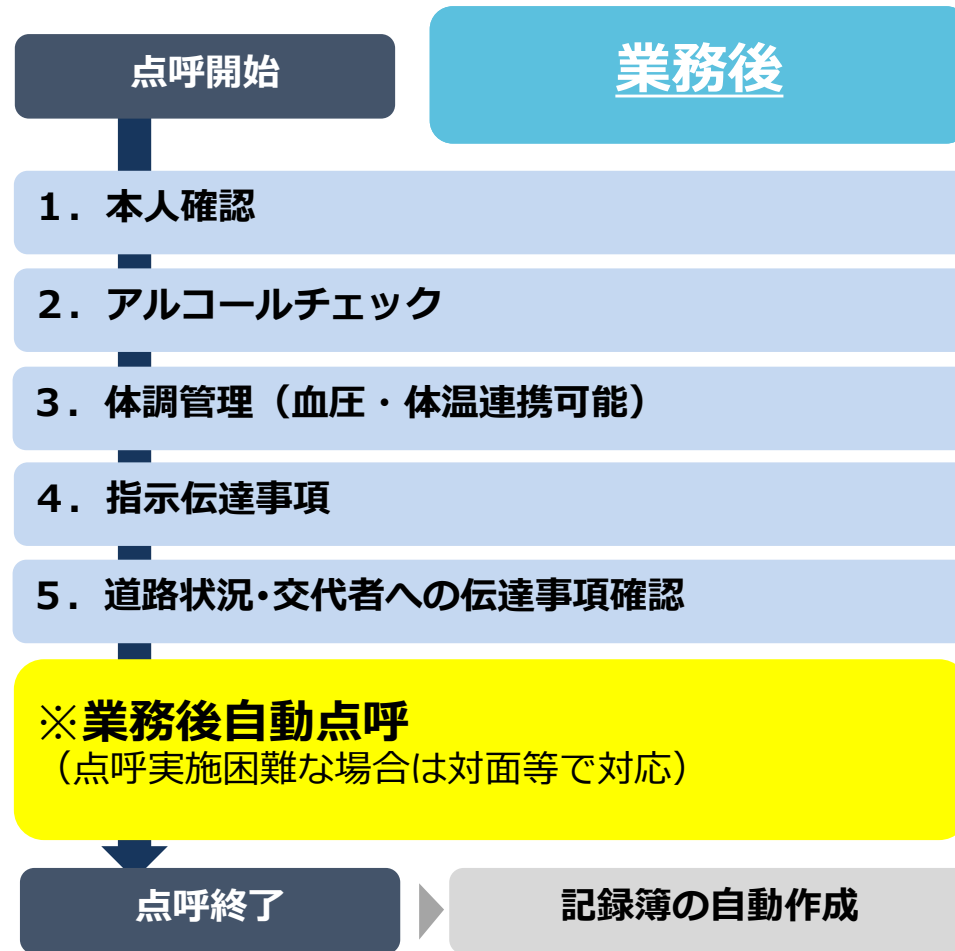 点呼開始
業務後
1．本人確認
2．アルコールチェック
3．体調管理（血圧・体温連携可能）
4．指示伝達事項
5．道路状況･交代者への伝達事項確認
※業務後自動点呼
（点呼実施困難な場合は対面等で対応）
点呼終了
記録簿の自動作成